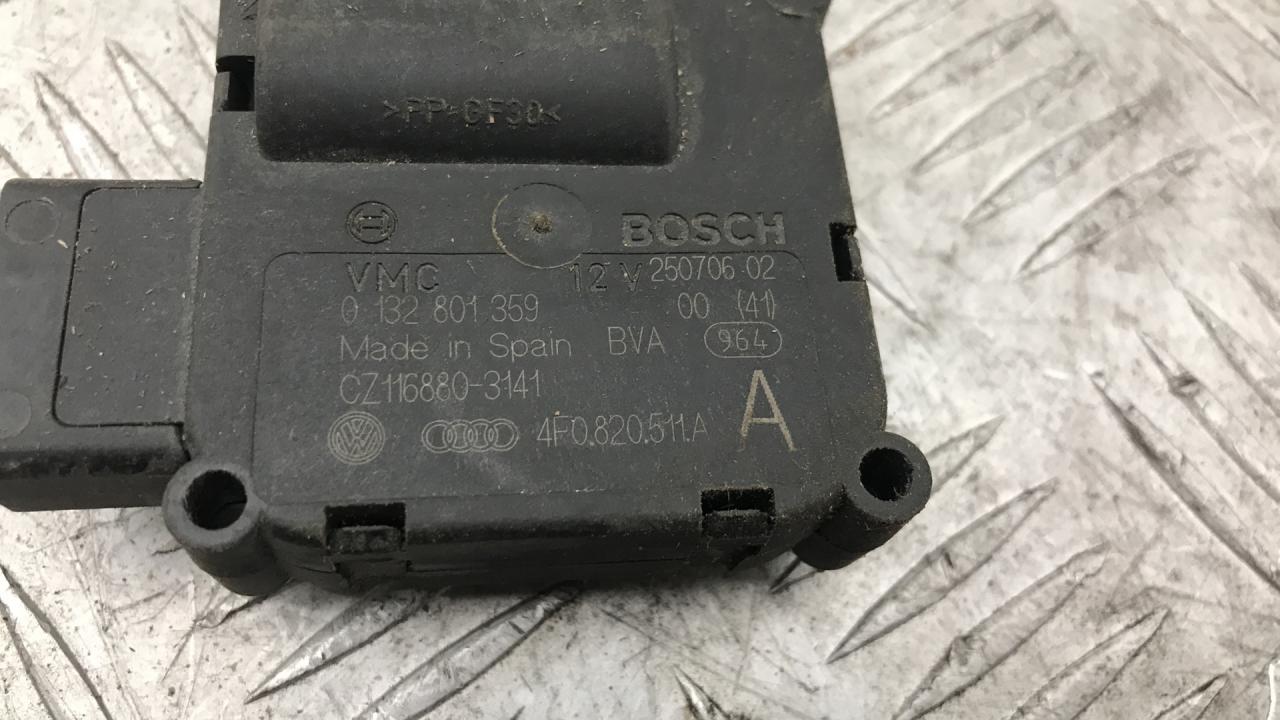 >PP-GF30<
BOSCH
VMC 12 V 250706 02
0 132 801 359 00 (41)
Made in Spain BVA 964
CZ116880-3141 A
4F0.820.511.A